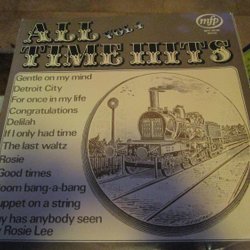 ALL
VOL 1
TIME HITS
mfp
Gentle on my mind
Detroit City
For once in my life
Congratulations
Delilah
If I only had time
The last waltz
Rosie
Good times
oom bang-a-bang
uppet on a string
y has anybody seen
y Rosie Lee